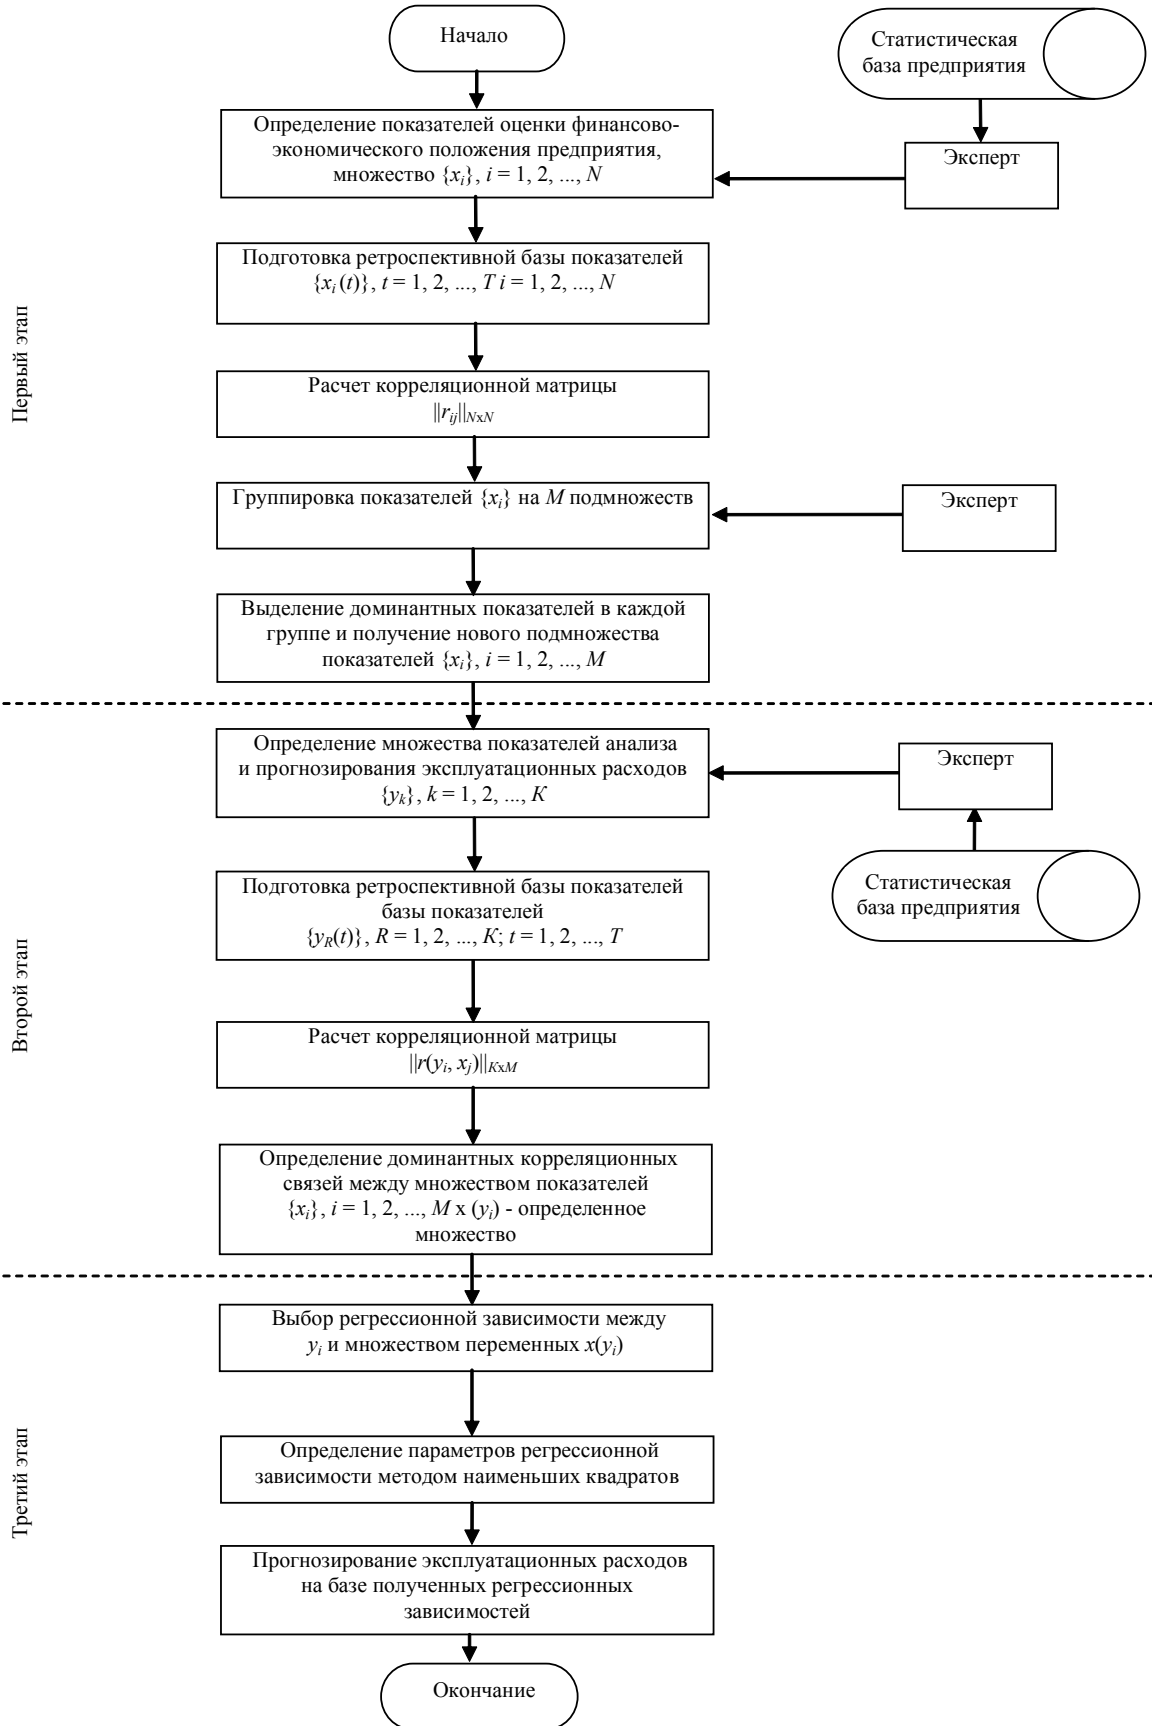 Начало
Статистическая
база предприятия
Определение показателей оценки финансово-
экономического положения предприятия,
множество {xᵢ}, i = 1, 2, ..., N
Эксперт
Подготовка ретроспективной базы показателей
{xᵢ (t)}, t = 1, 2, ..., T i = 1, 2, ..., N
Первый этап
Расчет корреляционной матрицы
||rᵢⱼ||NxN
Группировка показателей {xᵢ} на M подмножеств
Эксперт
Выделение доминантных показателей в каждой
группе и получение нового подмножества
показателей {xᵢ}, i = 1, 2, ..., M
Определение множества показателей анализа
и прогнозирования эксплуатационных расходов
{yₖ}, k = 1, 2, ..., K
Эксперт
Статистическая
база предприятия
Подготовка ретроспективной базы показателей
базы показателей
{yR(t)}, R = 1, 2, ..., K; t = 1, 2, ..., T
Второй этап
Расчет корреляционной матрицы
||r(yᵢ, xⱼ)||KxM
Определение доминантных корреляционных
связей между множеством показателей
{xᵢ}, i = 1, 2, ..., M x (yᵢ) - определенное
множество
Выбор регрессионной зависимости между
yᵢ и множеством переменных x(yᵢ)
Третий этап
Определение параметров регрессионной
зависимости методом наименьших квадратов
Прогнозирование эксплуатационных расходов
на базе полученных регрессионных
зависимостей
Окончание